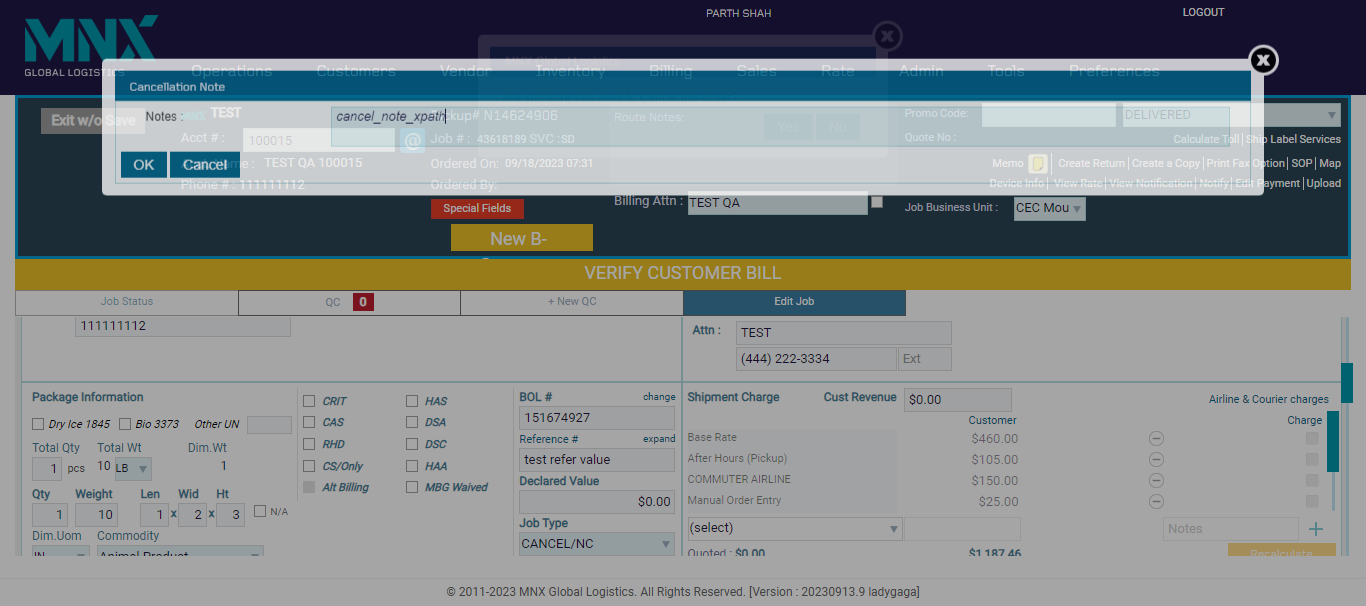 PARTH SHAH
LOGOUT
MNX
GLOBAL LOGISTICS
Operations Customers Vendor Inventory Billing Sales Rate Admin Tools Preferences
Cancellation Note
Exit w/o Save
TEST
Notes :
cancel_note_xpath
Pickup# N14624906
Route Notes:
Promo Code:
DELIVERED
Acct # :
100015
@
Job # : 43618189 SVC :SD
Yes
No
Quote No :
Calculate Toll| Ship Label Services
OK
Cancel
TEST QA 100015
Ordered On: 09/18/2023 07:31
Memo
Create Return| Create a Copy| Print Fax Option| SOP| Map
Phone # : 111111112
Ordered By:
Device Info| View Rate| View Notification| Notify| Edit Payment| Upload
Special Fields
Billing Attn :
TEST QA
Job Business Unit :
CEC Mou
New B-
VERIFY CUSTOMER BILL
Job Status
QC 0
+ New QC
Edit Job
111111112
Attn :
TEST
(444) 222-3334
Ext
Package Information
Dry Ice 1845
Bio 3373
Other UN
Total Qty
Total Wt
Dim.Wt
1 pcs
10 LB
1
Qty
Weight
Len
Wid
Ht
1
10
1 x 2 x 3
N/A
Dim.Uom
Commodity
IN
Animal Product
CRIT
HAS
CAS
DSA
RHD
DSC
CS/Only
HAA
Alt Billing
MBG Waived
BOL #
change
151674927
Reference #
expand
test refer value
Declared Value
$0.00
Job Type
CANCEL/NC
Shipment Charge
Cust Revenue
$0.00
Airline & Courier charges
Customer
Charge
Base Rate
$460.00
After Hours (Pickup)
$105.00
COMMUTER AIRLINE
$150.00
Manual Order Entry
$25.00
(select)
Notes
+
Quoted : $0.00
$1,187.46
Recalculate
© 2011-2023 MNX Global Logistics. All Rights Reserved. [Version : 20230913.9 ladygaga]